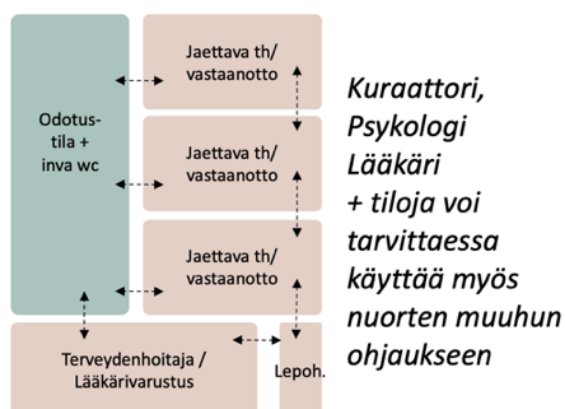 Odotus-
tila +
inva wc
Jaettava th/
vastaanotto
Jaettava th/
vastaanotto
Jaettava th/
vastaanotto
Terveydenhoitaja /
Lääkärivarustus
Lepoh.
Kuraattori,
Psykologi
Lääkäri
+ tiloja voi
tarvittaessa
käyttää myös
nuorten muuhun
ohjaukseen